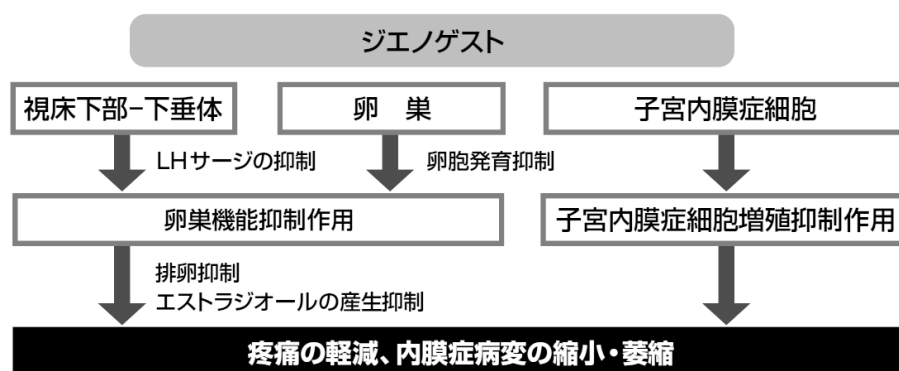 ジエノゲスト
視床下部−下垂体
卵 巣
子宮内膜症細胞
LHサージの抑制
卵胞発育抑制
卵巣機能抑制作用
子宮内膜症細胞増殖抑制作用
排卵抑制
エストラジオールの産生抑制
疼痛の軽減、内膜症病変の縮小・萎縮